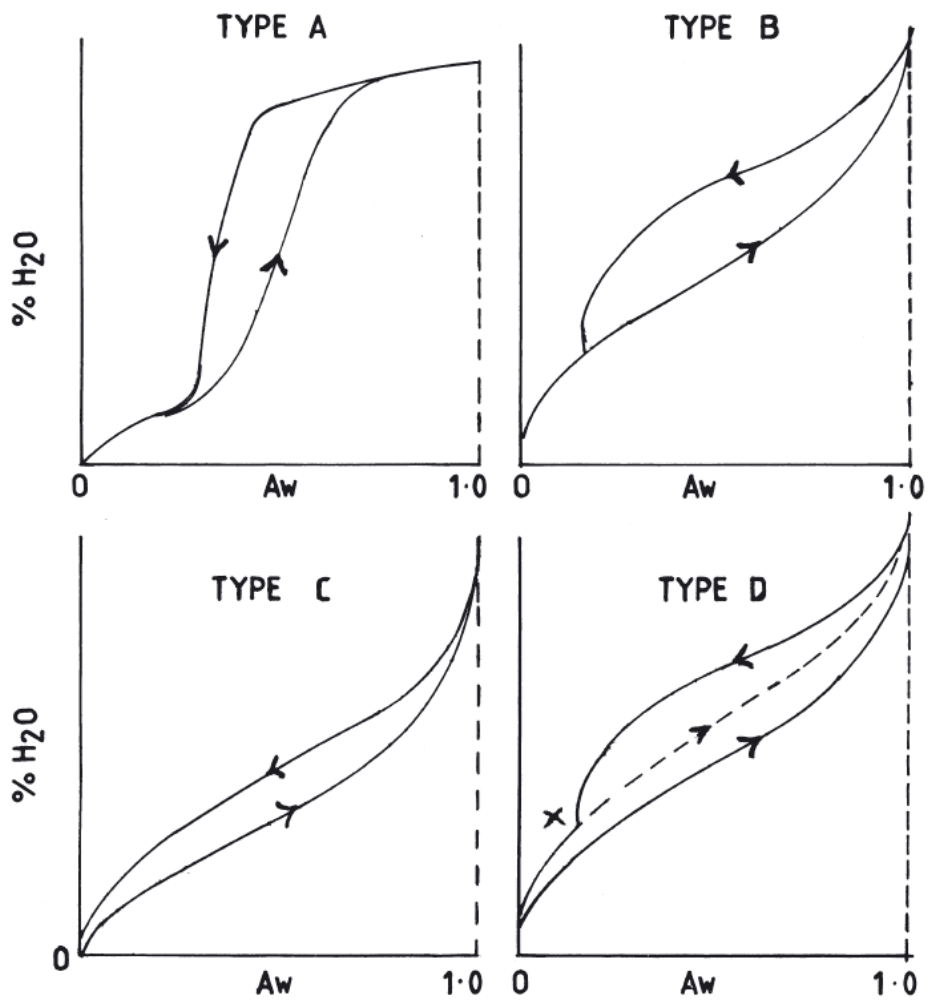 TYPE A
TYPE B
% H2O
0 Aw 1·0
0 Aw 1·0
TYPE C
TYPE D
% H2O
X
0
Aw 1·0
0 Aw 1·0